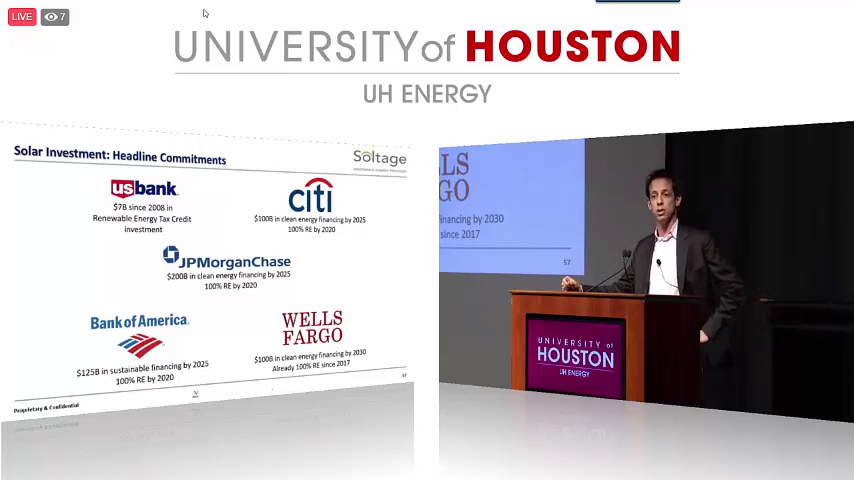 LIVE 7
UNIVERSITY of HOUSTON
UH ENERGY
Solar Investment: Headline Commitments
Soltage
usbank
$7B since 2008 in
Renewable Energy Tax Credit
investment
citi
$100B in clean energy financing by 2025
100% RE by 2020
JPMorganChase
$200B in clean energy financing by 2025
100% RE by 2020
Bank of America
$125B in sustainable financing by 2025
100% RE by 2020
WELLS
FARGO
$100B in clean energy financing by 2030
Already 100% RE since 2017
Proprietary & Confidential
57
LLS
GO
nancing by 2030
since 2017
57
UNIVERSITY of
HOUSTON
UH ENERGY